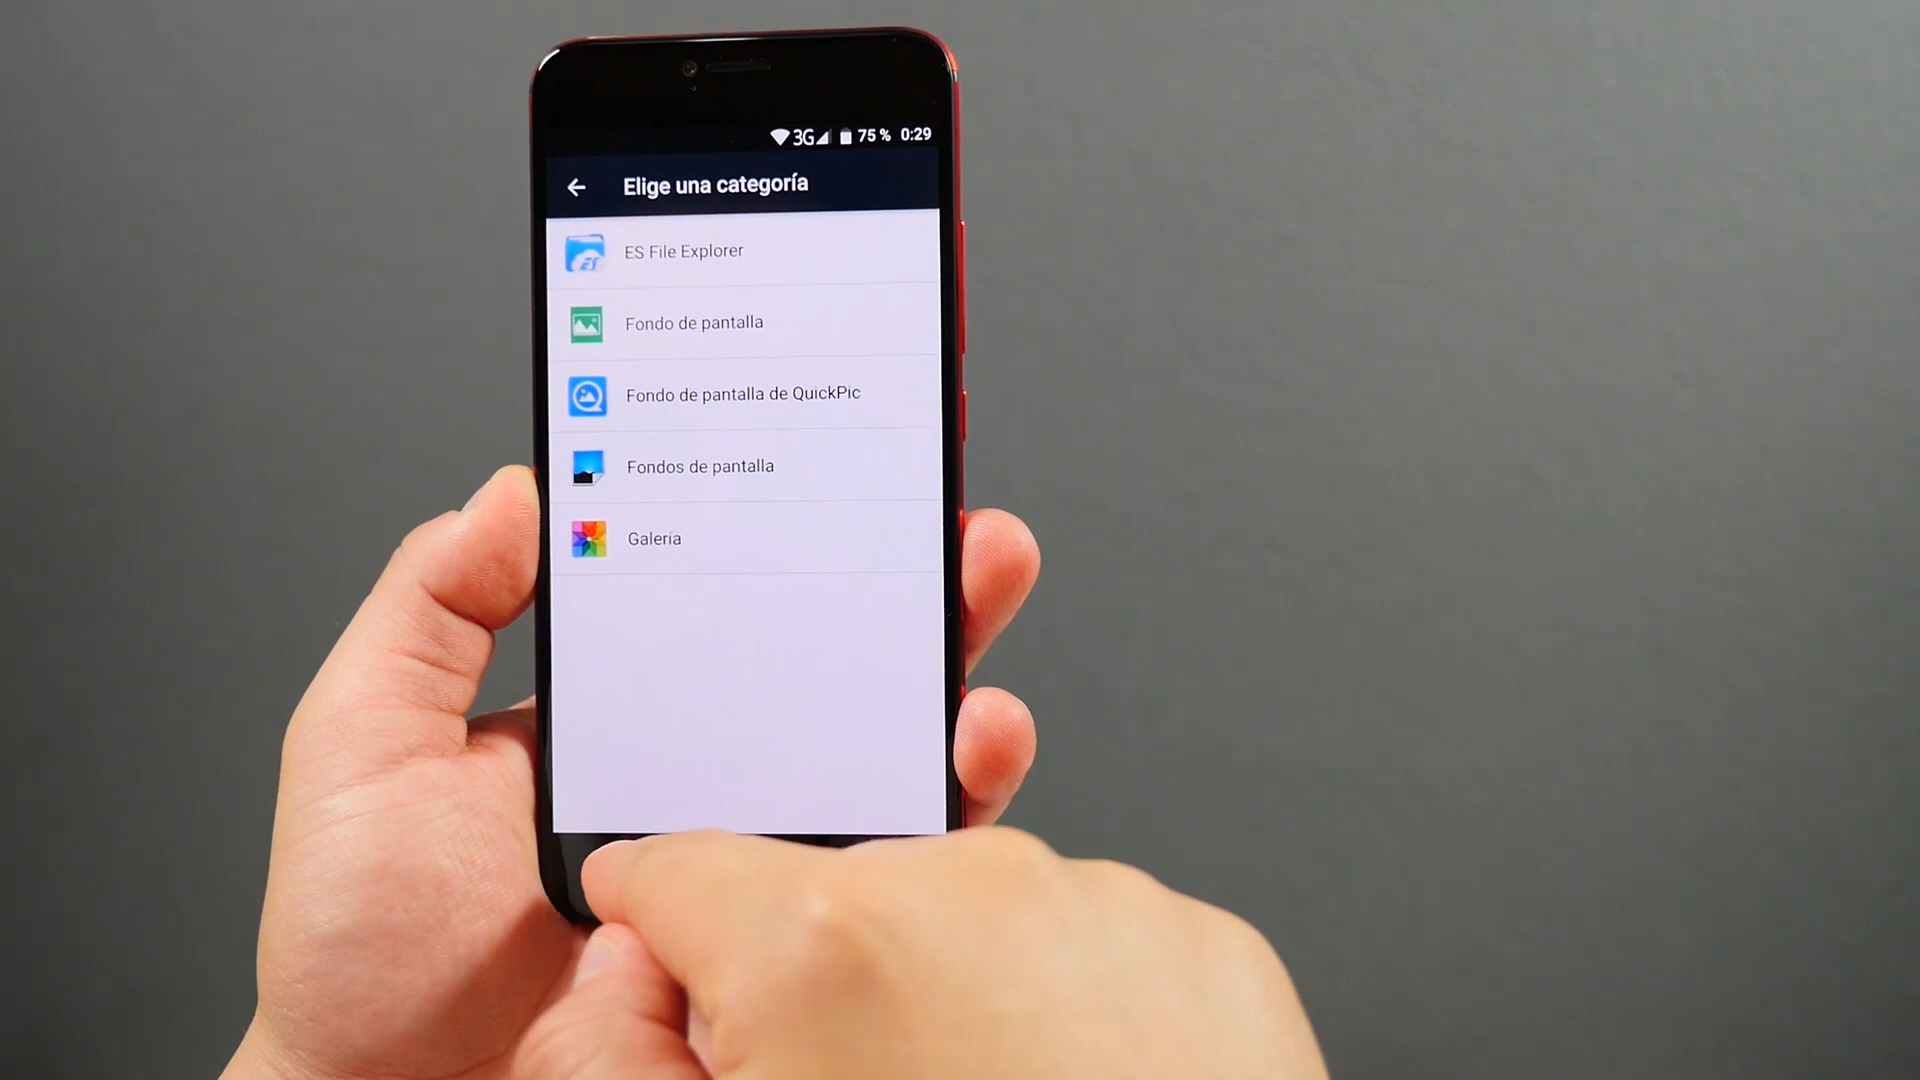 3G 75 % 0:29
Elige una categoría
ES File Explorer
ES
Fondo de pantalla
Fondo de pantalla de QuickPic
Fondos de pantalla
Galería